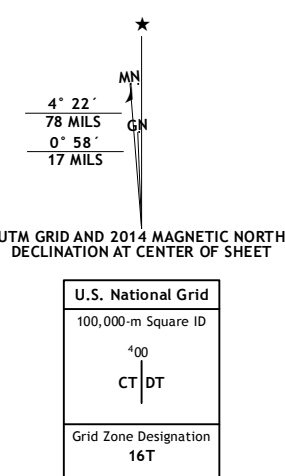 ★
MN
4° 22´
78 MILS
GN
0° 58´
17 MILS
UTM GRID AND 2014 MAGNETIC NORTH
DECLINATION AT CENTER OF SHEET
U.S. National Grid
100,000-m Square ID
⁴00
CT DT
Grid Zone Designation
16T